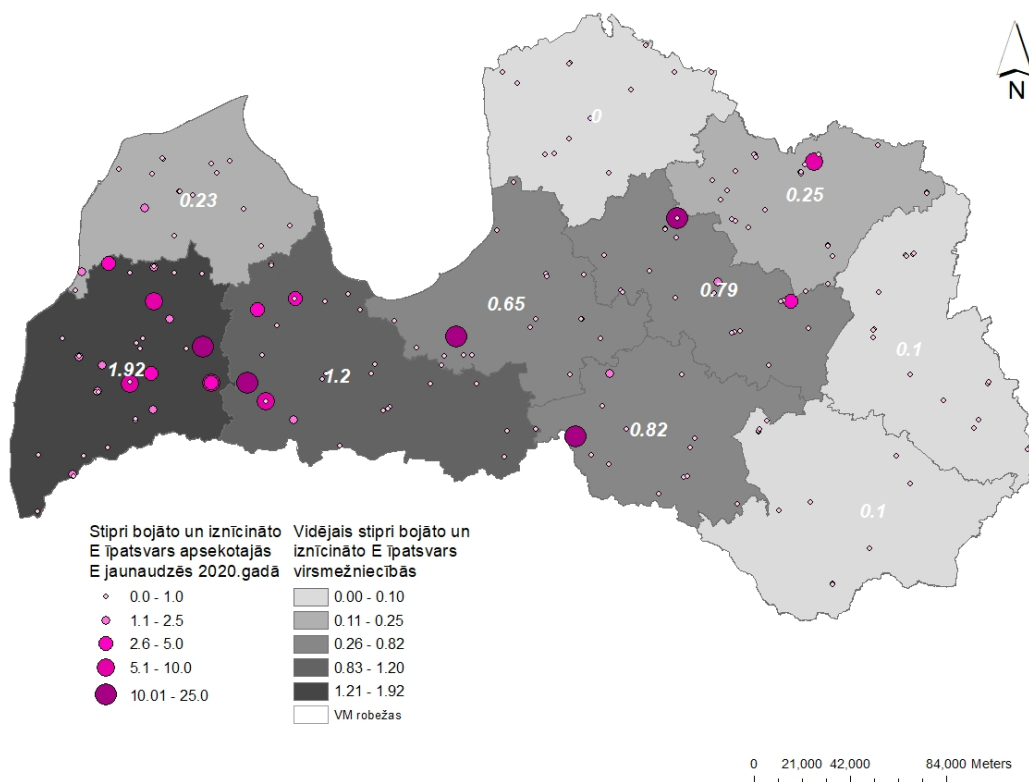 N
0
0.23
0.25
0.65
0.79
0.1
1.92
1.2
0.82
0.1
Stipri bojāto un iznīcināto
E īpatsvars apsekotajās
E jaunaudzēs 2020.gadā
0.0 - 1.0
1.1 - 2.5
2.6 - 5.0
5.1 - 10.0
10.01 - 25.0
Vidējais stipri bojāto un
iznīcināto E īpatsvars
virsmežniecībās
0.00 - 0.10
0.11 - 0.25
0.26 - 0.82
0.83 - 1.20
1.21 - 1.92
VM robežas
0 21,000 42,000 84,000 Meters